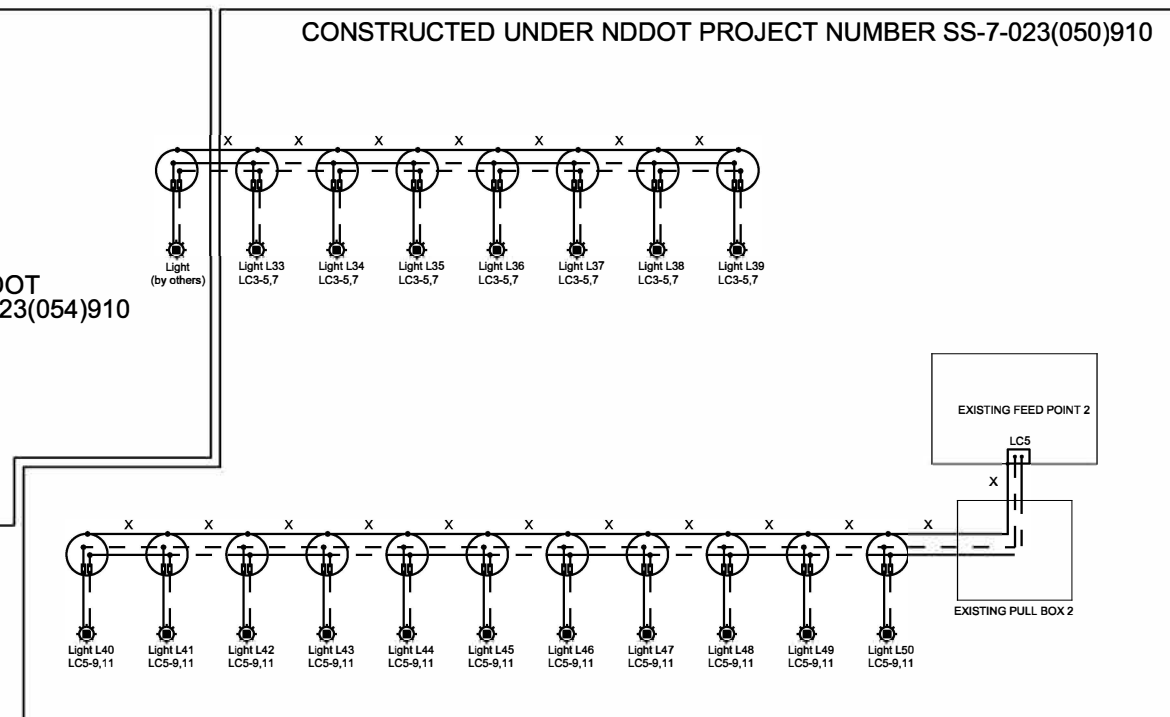 CONSTRUCTED UNDER NDDOT PROJECT NUMBER SS-7-023(050)910
X X X X X X X
Light
(by others)
Light L33
LC3-5,7
Light L34
LC3-5,7
Light L35
LC3-5,7
Light L36
LC3-5,7
Light L37
LC3-5,7
Light L38
LC3-5,7
Light L39
LC3-5,7
DOT
23(054)910
EXISTING FEED POINT 2
LC5
X
X X X X X X X X X X X
EXISTING PULL BOX 2
Light L40
LC5-9,11
Light L41
LC5-9,11
Light L42
LC5-9,11
Light L43
LC5-9,11
Light L44
LC5-9,11
Light L45
LC5-9,11
Light L46
LC5-9,11
Light L47
LC5-9,11
Light L48
LC5-9,11
Light L49
LC5-9,11
Light L50
LC5-9,11